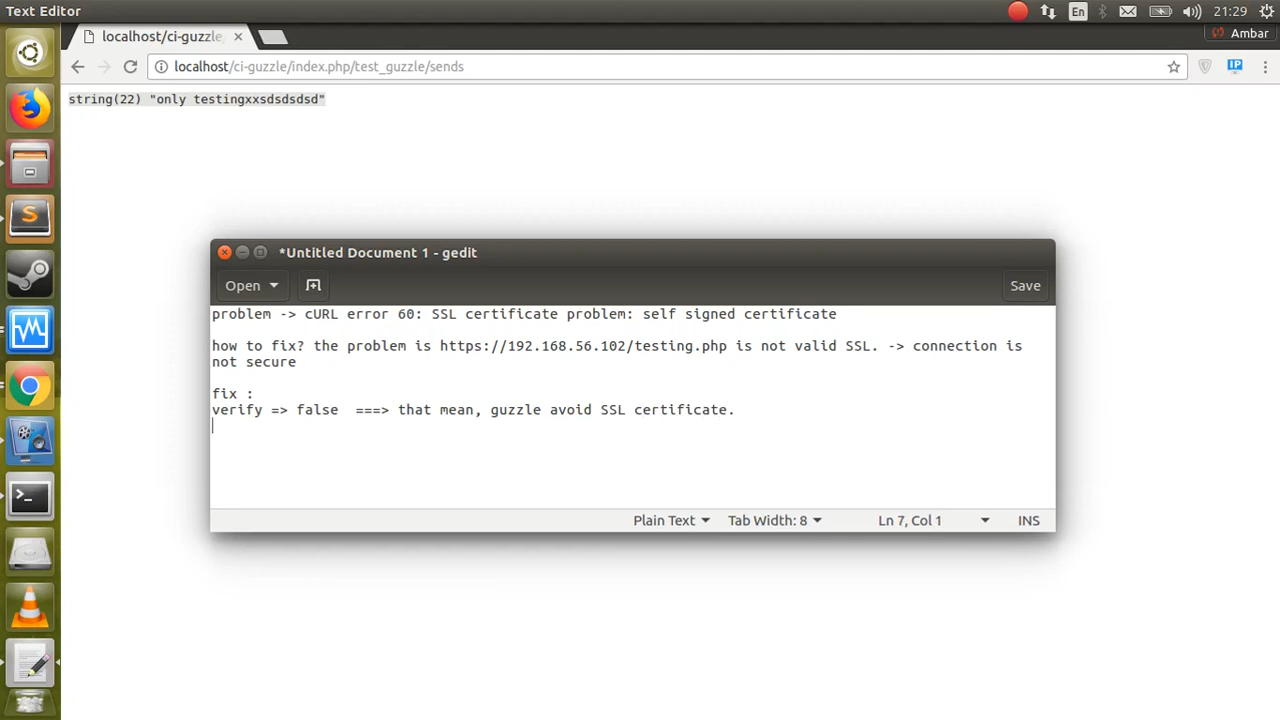 Text Editor
En
21:29
localhost/ci-guzzle,
Ambar
localhost/ci-guzzle/index.php/test_guzzle/sends
IP
string(22) "only testingxxsdsdsdsd"
*Untitled Document 1 - gedit
Open
Save
problem -> cURL error 60: SSL certificate problem: self signed certificate
how to fix? the problem is https://192.168.56.102/testing.php is not valid SSL. -> connection is
not secure
fix :
verify => false  ===> that mean, guzzle avoid SSL certificate.
Plain Text
Tab Width: 8
Ln 7, Col 1
INS